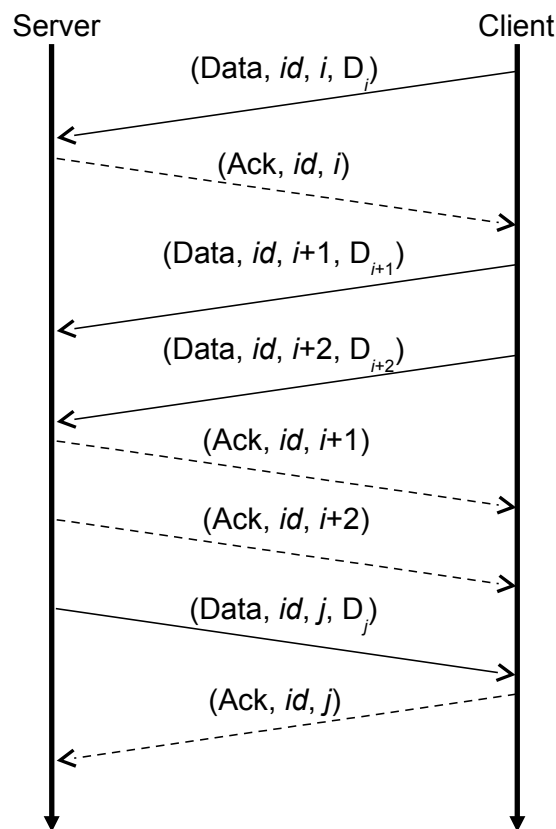 Server Client
(Data, id, i, Dᵢ)
(Ack, id, i)
(Data, id, i+1, Dᵢ₊₁)
(Data, id, i+2, Dᵢ₊₂)
(Ack, id, i+1)
(Ack, id, i+2)
(Data, id, j, Dⱼ)
(Ack, id, j)